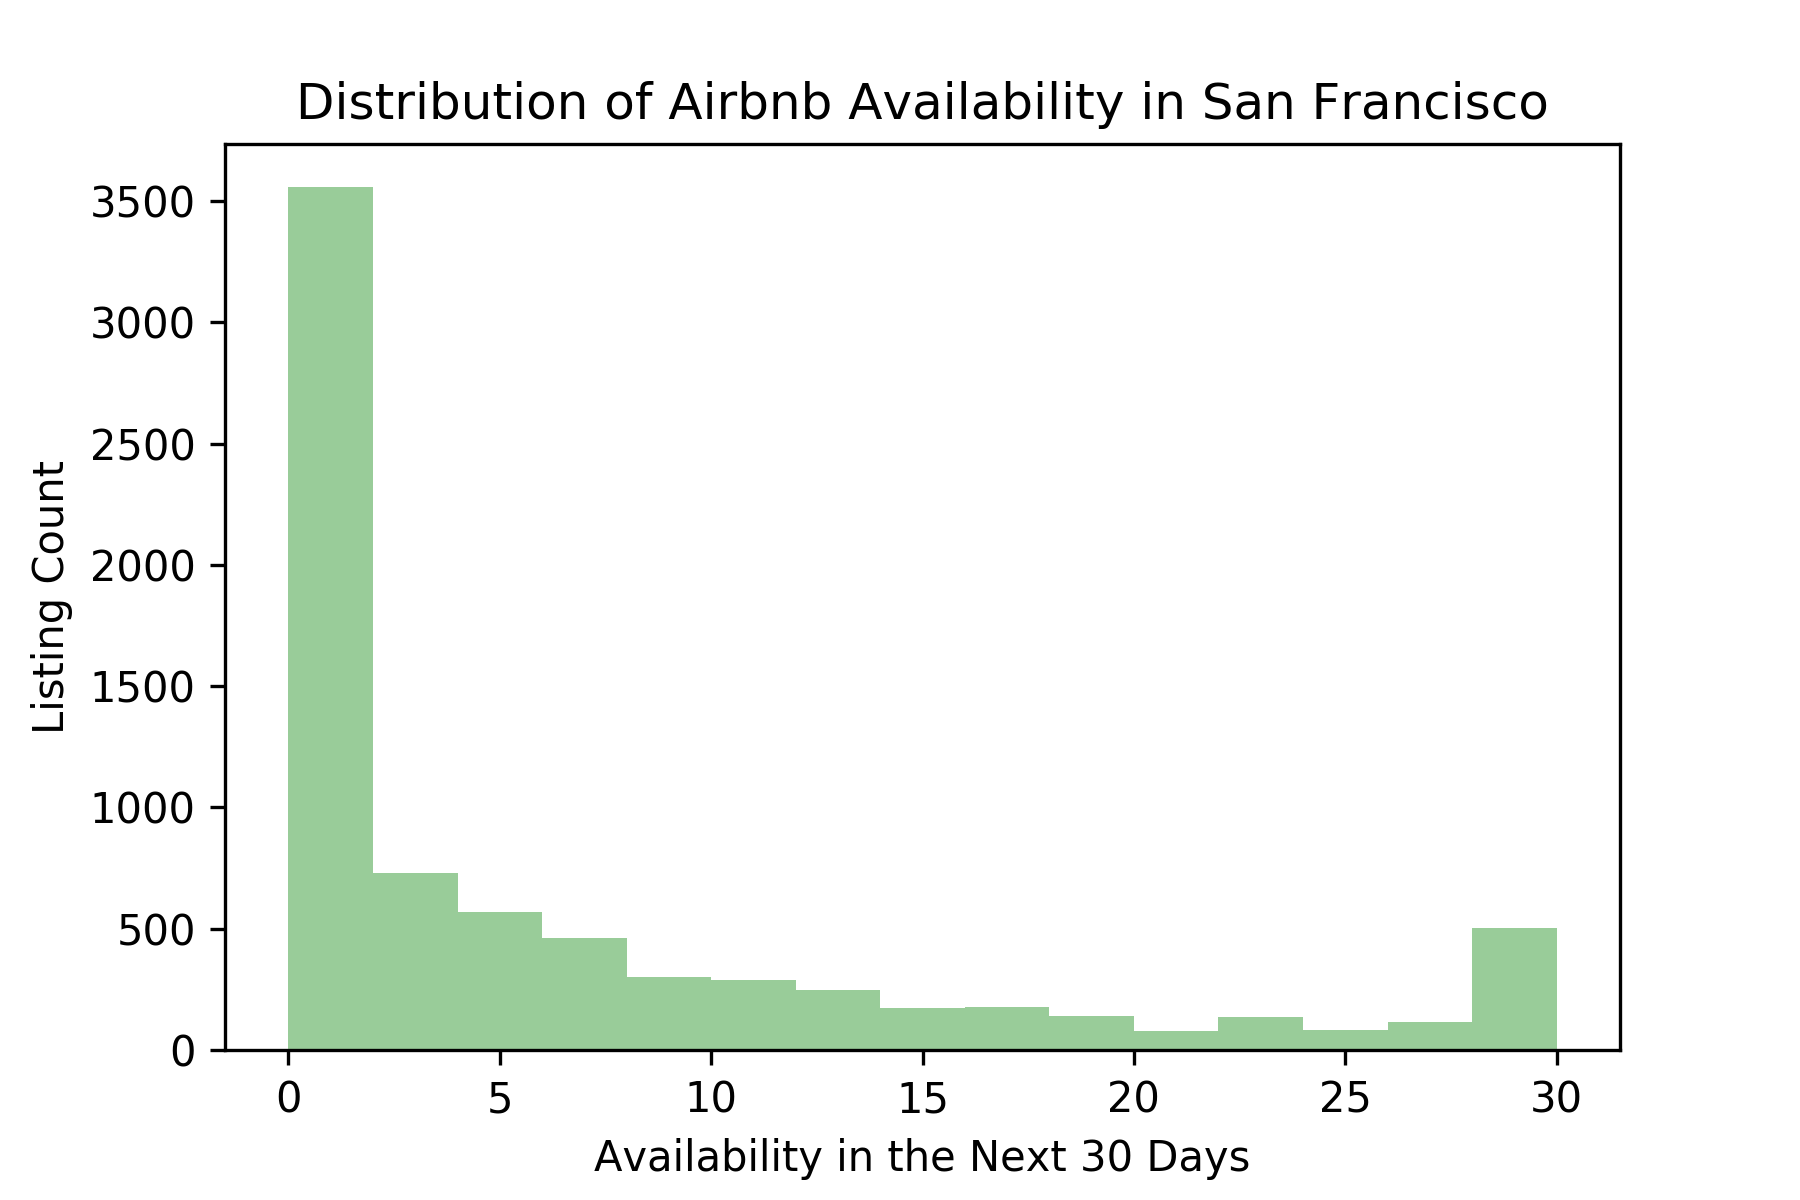 Distribution of Airbnb Availability in San Francisco
3500
3000
2500
2000
1500
1000
500
0
Listing Count
0 5 10 15 20 25 30
Availability in the Next 30 Days